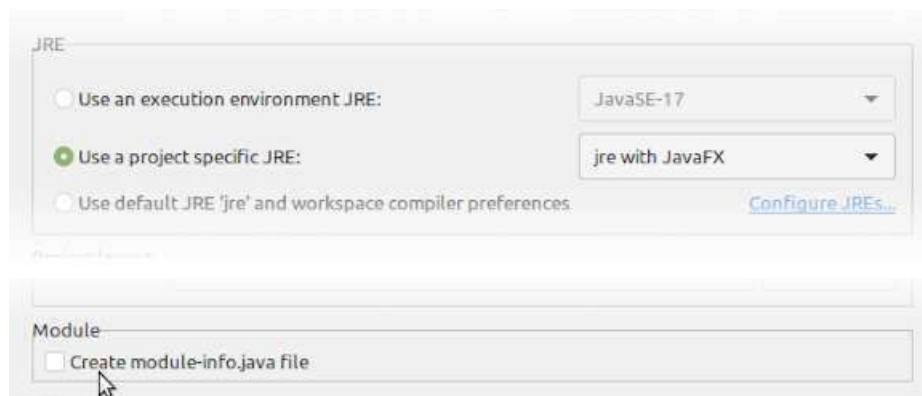 JRE
Use an execution environment JRE:
JavaSE-17
Use a project specific JRE:
jre with JavaFX
Use default JRE 'jre' and workspace compiler preferences
Configure JREs...
Module
Create module-info.java file